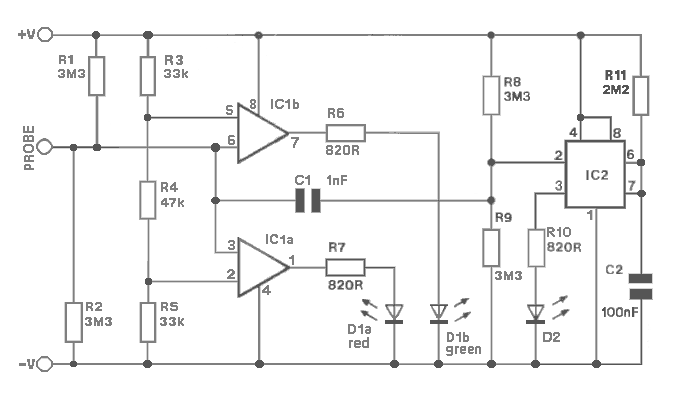 +V
R1
3M3
R3
33k
8
IC1b
5
6
7
R6
820R
R8
3M3
R11
2M2
4
8
2
IC2
6
3
7
1
PROBE
R4
47k
C1 1nF
R9
3M3
R10
820R
IC1a
3
2
1
4
R7
820R
C2
100nF
R2
3M3
R5
33k
D1a
red
D1b
green
D2
-V